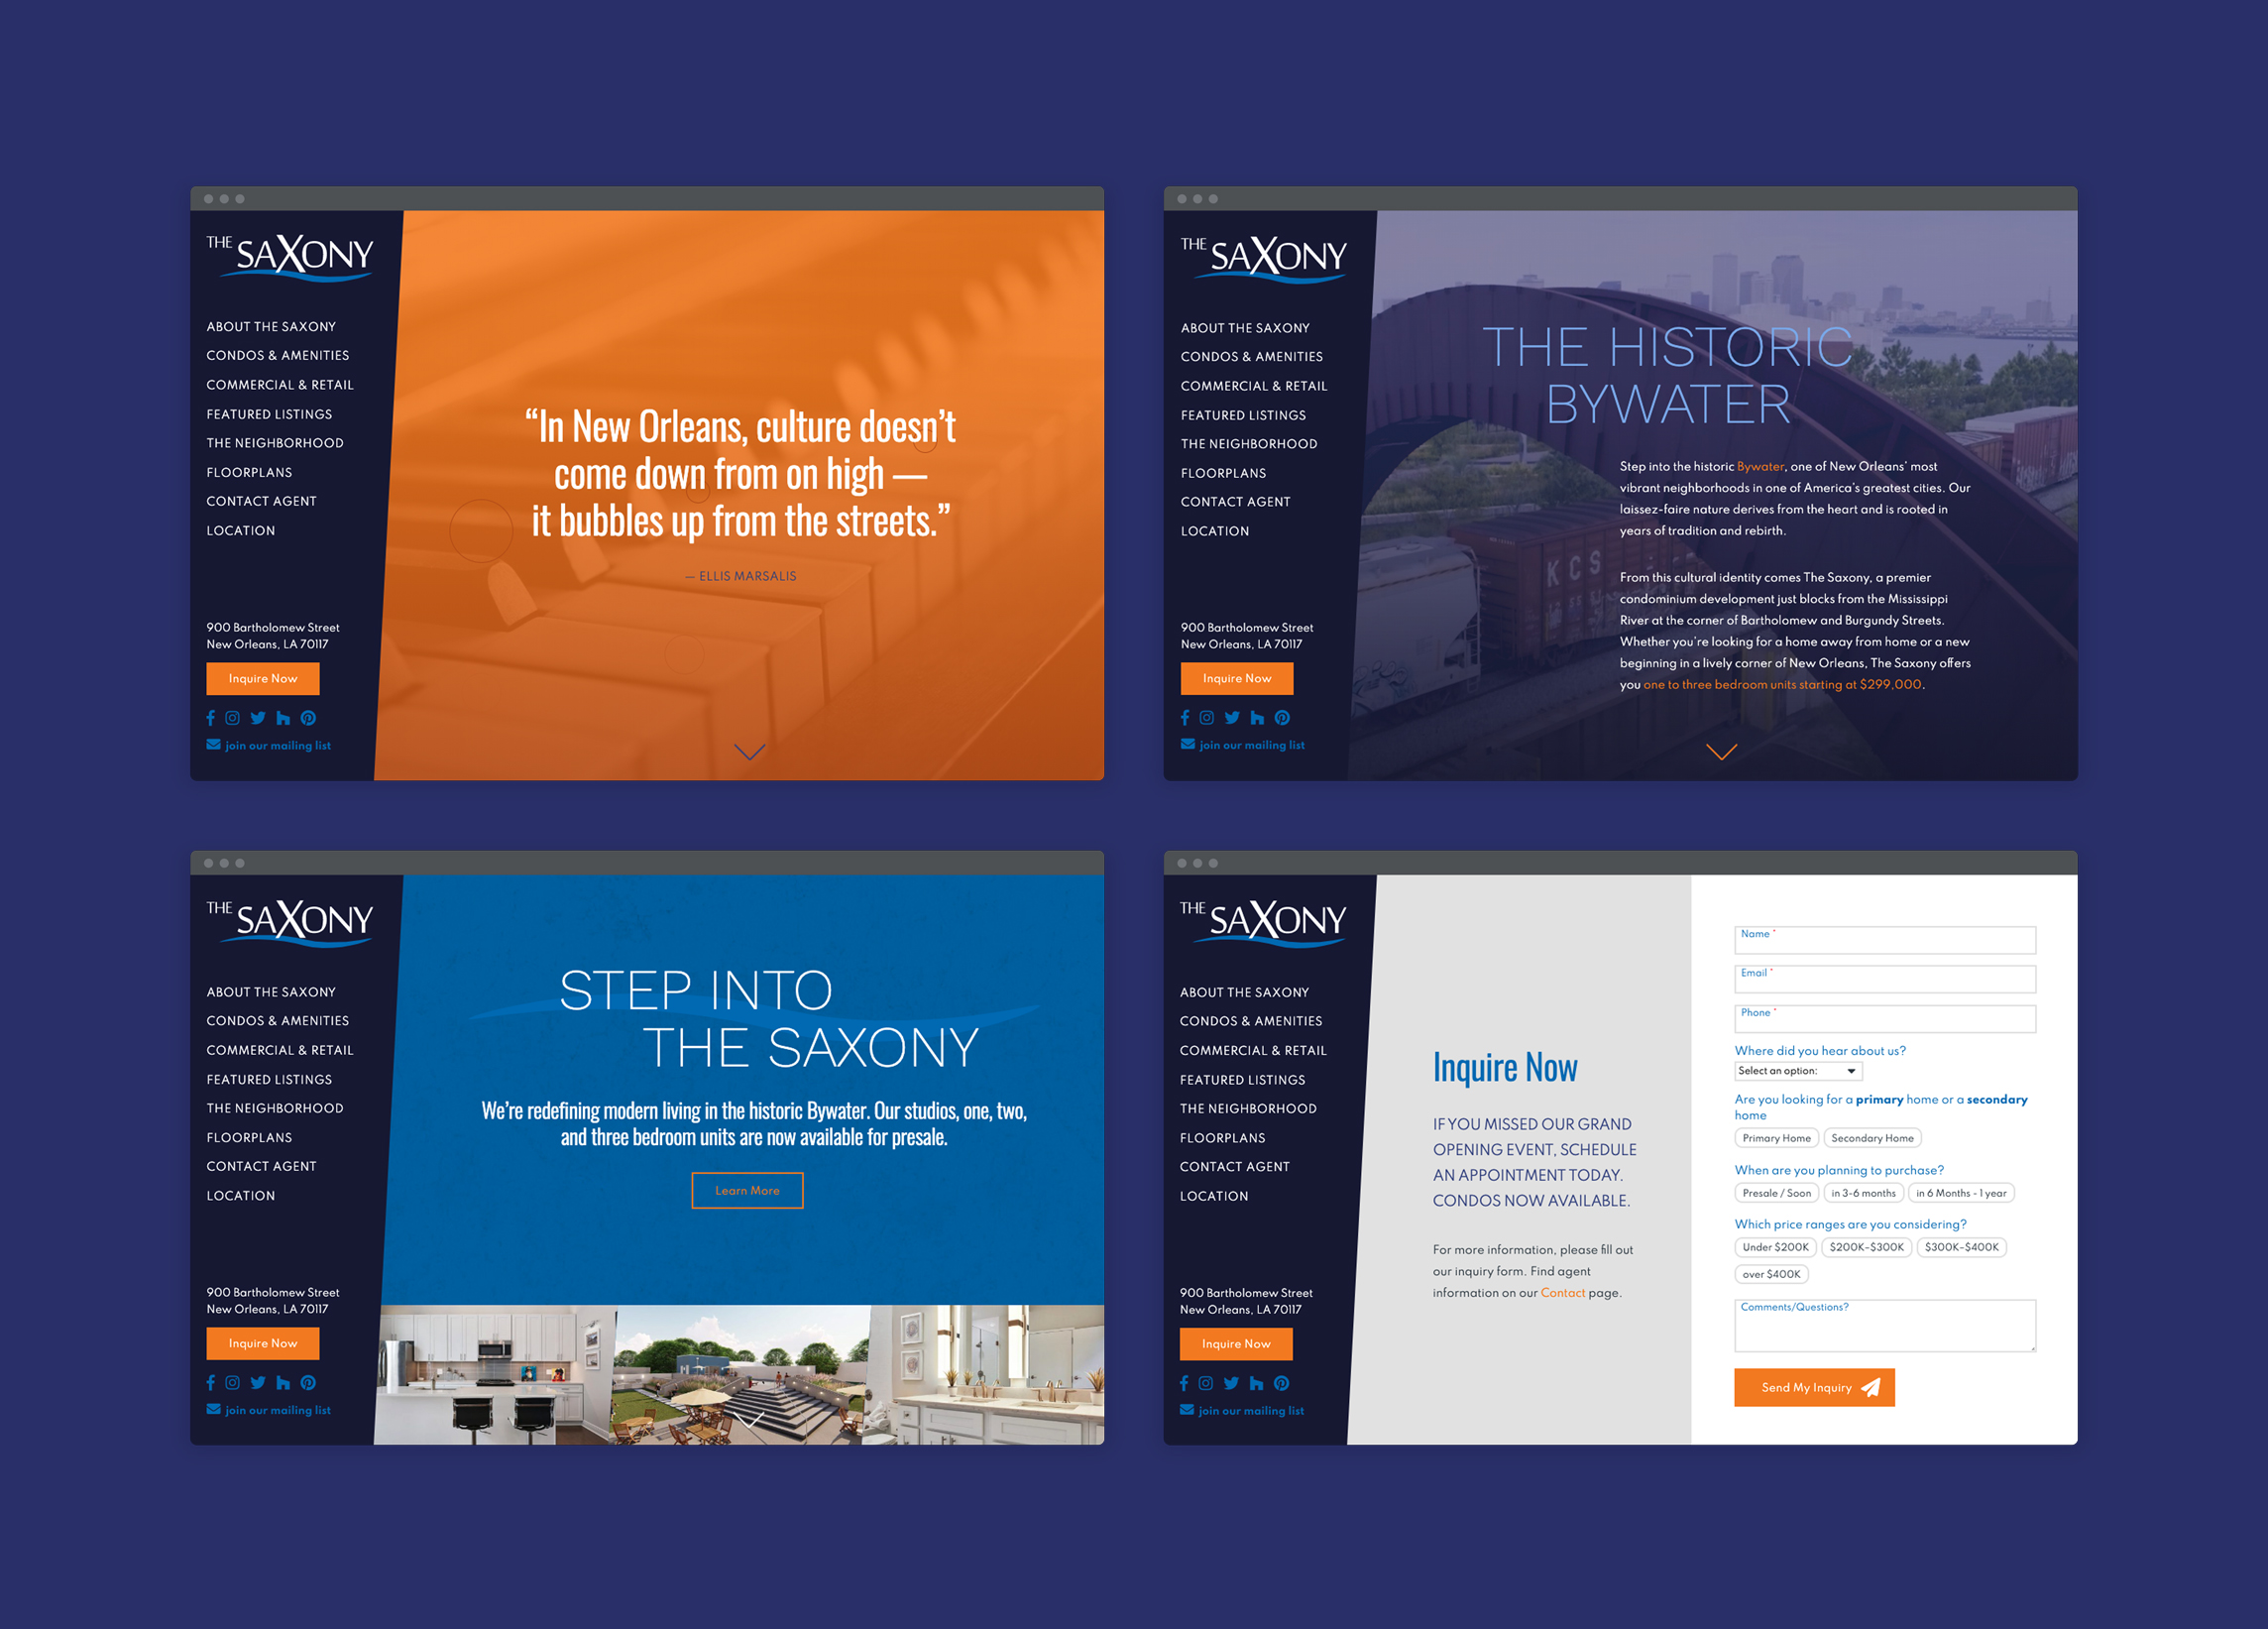 THE SAXONY
ABOUT THE SAXONY
CONDOS & AMENITIES
COMMERCIAL & RETAIL
FEATURED LISTINGS
THE NEIGHBORHOOD
FLOORPLANS
CONTACT AGENT
LOCATION
900 Bartholomew Street
New Orleans, LA 70117
Inquire Now
join our mailing list
“In New Orleans, culture doesn’t
come down from on high —
it bubbles up from the streets.”
— ELLIS MARSALIS
THE SAXONY
ABOUT THE SAXONY
CONDOS & AMENITIES
COMMERCIAL & RETAIL
FEATURED LISTINGS
THE NEIGHBORHOOD
FLOORPLANS
CONTACT AGENT
LOCATION
900 Bartholomew Street
New Orleans, LA 70117
Inquire Now
join our mailing list
THE HISTORIC
BYWATER
Step into the historic Bywater, one of New Orleans’ most
vibrant neighborhoods in one of America’s greatest cities. Our
laissez-faire nature derives from the heart and is rooted in
years of tradition and rebirth.
From this cultural identity comes The Saxony, a premier
condominium development just blocks from the Mississippi
River at the corner of Bartholomew and Burgundy Streets.
Whether you’re looking for a home away from home or a new
beginning in a lively corner of New Orleans, The Saxony offers
you one to three bedroom units starting at $299,000.
KCS
THE SAXONY
ABOUT THE SAXONY
CONDOS & AMENITIES
COMMERCIAL & RETAIL
FEATURED LISTINGS
THE NEIGHBORHOOD
FLOORPLANS
CONTACT AGENT
LOCATION
900 Bartholomew Street
New Orleans, LA 70117
Inquire Now
join our mailing list
STEP INTO
THE SAXONY
We’re redefining modern living in the historic Bywater. Our studios, one, two,
and three bedroom units are now available for presale.
Learn More
THE SAXONY
ABOUT THE SAXONY
CONDOS & AMENITIES
COMMERCIAL & RETAIL
FEATURED LISTINGS
THE NEIGHBORHOOD
FLOORPLANS
CONTACT AGENT
LOCATION
900 Bartholomew Street
New Orleans, LA 70117
Inquire Now
join our mailing list
Inquire Now
IF YOU MISSED OUR GRAND
OPENING EVENT, SCHEDULE
AN APPOINTMENT TODAY.
CONDOS NOW AVAILABLE.
For more information, please fill out
our inquiry form. Find agent
information on our Contact page.
Name *
Email *
Phone *
Where did you hear about us?
Select an option:
Are you looking for a primary home or a secondary
home
Primary Home Secondary Home
When are you planning to purchase?
Presale / Soon in 3-6 months in 6 Months - 1 year
Which price ranges are you considering?
Under $200K $200K–$300K $300K–$400K
over $400K
Comments/Questions?
Send My Inquiry